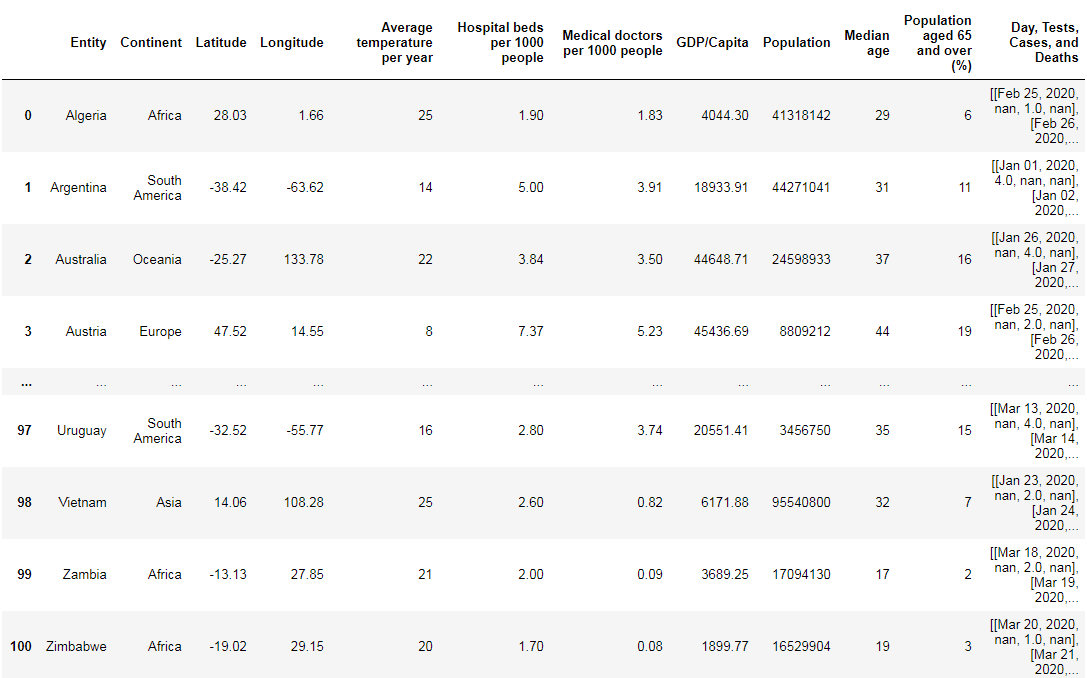 Entity Continent Latitude Longitude Average temperature per year Hospital beds per 1000 people Medical doctors per 1000 people GDP/Capita Population Median age Population aged 65 and over (%) Day, Tests, Cases, and Deaths
0 Algeria Africa 28.03 1.66 25 1.90 1.83 4044.30 41318142 29 6 [[Feb 25, 2020, nan, 1.0, nan], [Feb 26, 2020,...
1 Argentina South America -38.42 -63.62 14 5.00 3.91 18933.91 44271041 31 11 [[Jan 01, 2020, 4.0, nan, nan], [Jan 02, 2020,...
2 Australia Oceania -25.27 133.78 22 3.84 3.50 44648.71 24598933 37 16 [[Jan 26, 2020, nan, 4.0, nan], [Jan 27, 2020,...
3 Austria Europe 47.52 14.55 8 7.37 5.23 45436.69 8809212 44 19 [[Feb 25, 2020, nan, 2.0, nan], [Feb 26, 2020,...
... ... ... ... ... ... ... ... ... ... ... ... ...
97 Uruguay South America -32.52 -55.77 16 2.80 3.74 20551.41 3456750 35 15 [[Mar 13, 2020, nan, 4.0, nan], [Mar 14, 2020,...
98 Vietnam Asia 14.06 108.28 25 2.60 0.82 6171.88 95540800 32 7 [[Jan 23, 2020, nan, 2.0, nan], [Jan 24, 2020,...
99 Zambia Africa -13.13 27.85 21 2.00 0.09 3689.25 17094130 17 2 [[Mar 18, 2020, nan, 2.0, nan], [Mar 19, 2020,...
100 Zimbabwe Africa -19.02 29.15 20 1.70 0.08 1899.77 16529904 19 3 [[Mar 20, 2020, nan, 1.0, nan], [Mar 21, 2020,...